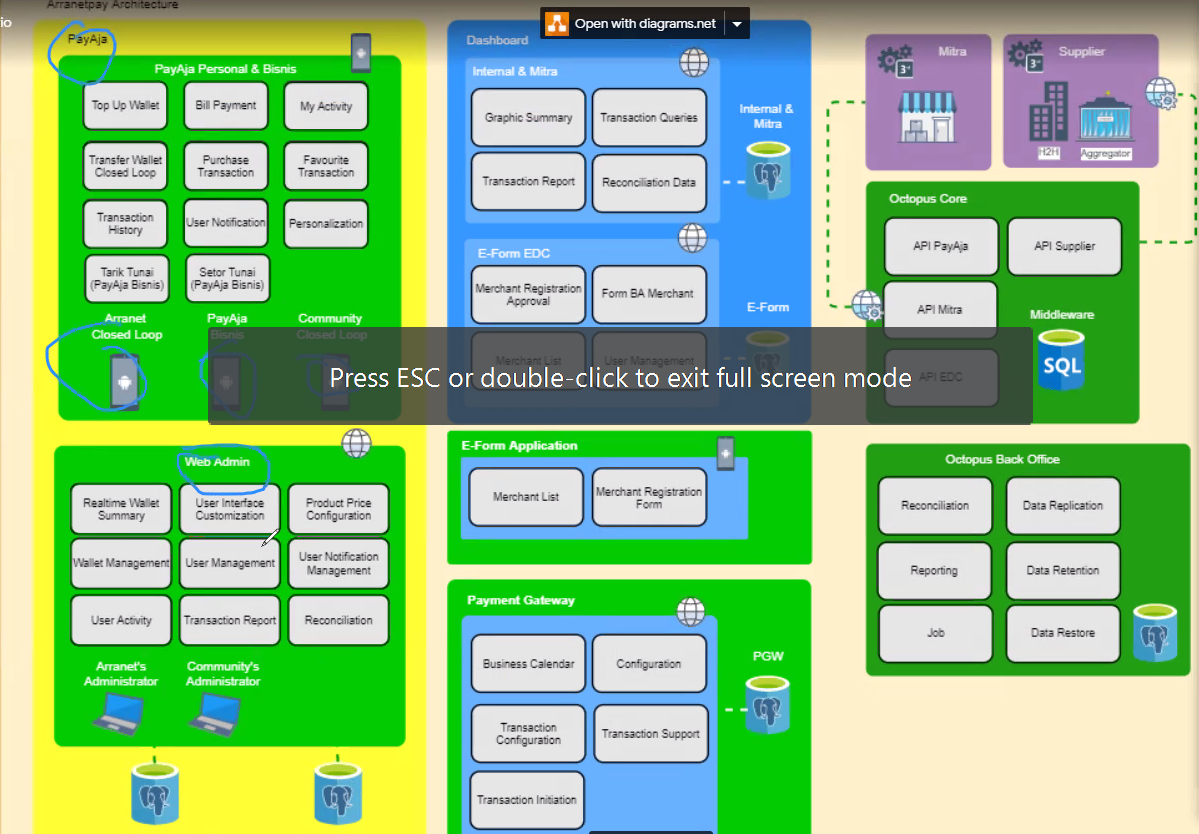 Arranetpay Architecture
io
Open with diagrams.net
PayAja
PayAja Personal & Bisnis
Top Up Wallet
Bill Payment
My Activity
Transfer Wallet
Closed Loop
Purchase
Transaction
Favourite
Transaction
Transaction
History
User Notification
Personalization
Tarik Tunai
(PayAja Bisnis)
Setor Tunai
(PayAja Bisnis)
Arranet
Closed Loop
PayAja
Bisnis
Community
Closed Loop
Web Admin
Realtime Wallet
Summary
User Interface
Customization
Product Price
Configuration
Wallet Management
User Management
User Notification
Management
User Activity
Transaction Report
Reconciliation
Arranet's
Administrator
Community's
Administrator
Dashboard
Internal & Mitra
Graphic Summary
Transaction Queries
Transaction Report
Reconciliation Data
Internal &
Mitra
E-Form EDC
Merchant Registration
Approval
Form BA Merchant
Merchant List
User Management
E-Form
Press ESC or double-click to exit full screen mode
E-Form Application
Merchant List
Merchant Registration
Form
Payment Gateway
Business Calendar
Configuration
Transaction
Configuration
Transaction Support
Transaction Initiation
PGW
Mitra
3rd
Supplier
3rd
H2H
Aggregator
Octopus Core
API PayAja
API Supplier
API Mitra
API EDC
Middleware
SQL
Octopus Back Office
Reconciliation
Data Replication
Reporting
Data Retention
Job
Data Restore